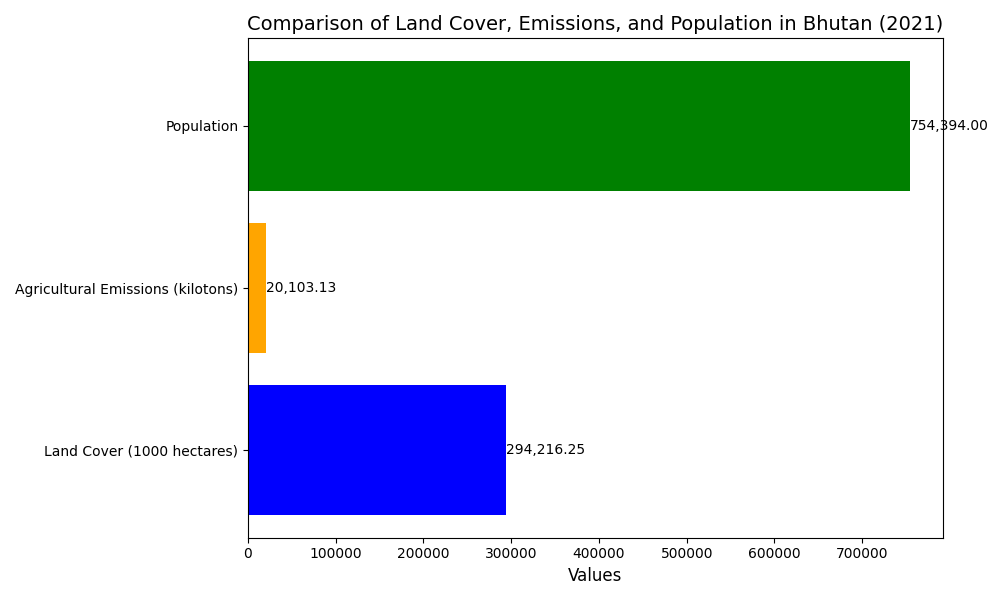 Comparison of Land Cover, Emissions, and Population in Bhutan (2021)
Population
754,394.00
Agricultural Emissions (kilotons)
20,103.13
Land Cover (1000 hectares)
294,216.25
0 100000 200000 300000 400000 500000 600000 700000
Values